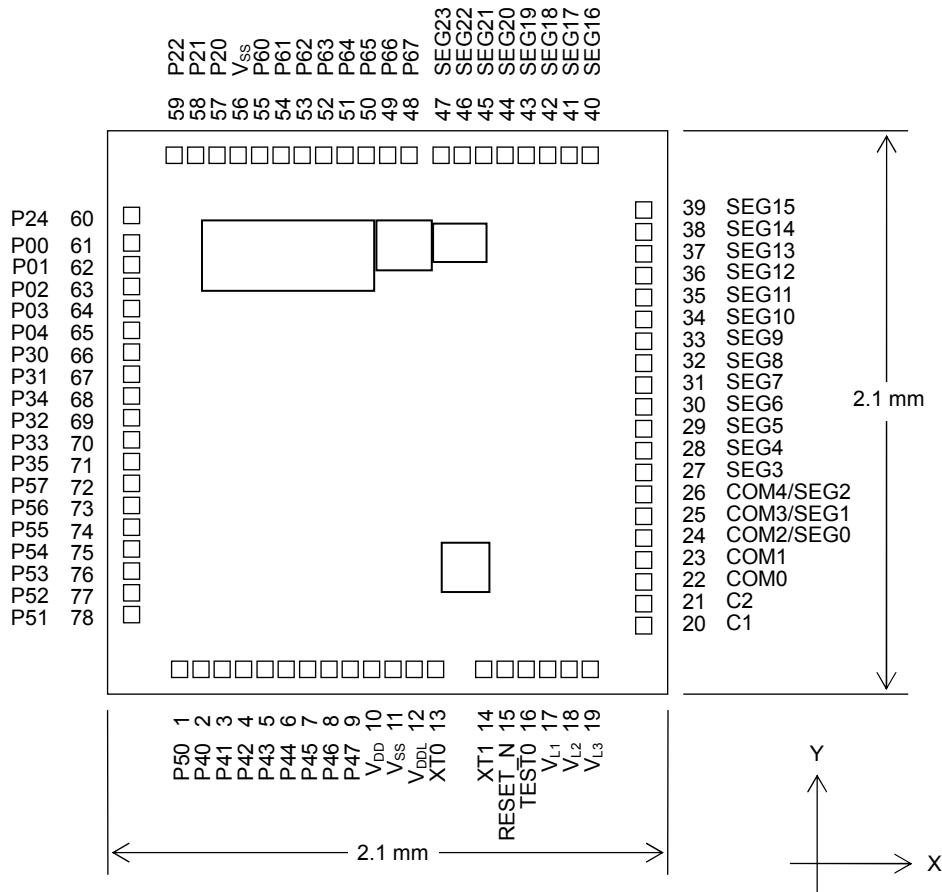 P22 59
P21 58
P20 57
VSS 56
P60 55
P61 54
P62 53
P63 52
P64 51
P65 50
P66 49
P67 48
SEG23 47
SEG22 46
SEG21 45
SEG20 44
SEG19 43
SEG18 42
SEG17 41
SEG16 40
P24 60
P00 61
P01 62
P02 63
P03 64
P04 65
P30 66
P31 67
P34 68
P32 69
P33 70
P35 71
P57 72
P56 73
P55 74
P54 75
P53 76
P52 77
P51 78
39 SEG15
38 SEG14
37 SEG13
36 SEG12
35 SEG11
34 SEG10
33 SEG9
32 SEG8
31 SEG7
30 SEG6
29 SEG5
28 SEG4
27 SEG3
26 COM4/SEG2
25 COM3/SEG1
24 COM2/SEG0
23 COM1
22 COM0
21 C2
20 C1
2.1 mm
P50 1
P40 2
P41 3
P42 4
P43 5
P44 6
P45 7
P46 8
P47 9
VDD 10
VSS 11
VDDL 12
XT0 13
XT1 14
RESET_N 15
TEST0 16
VL1 17
VL2 18
VL3 19
2.1 mm
Y
X